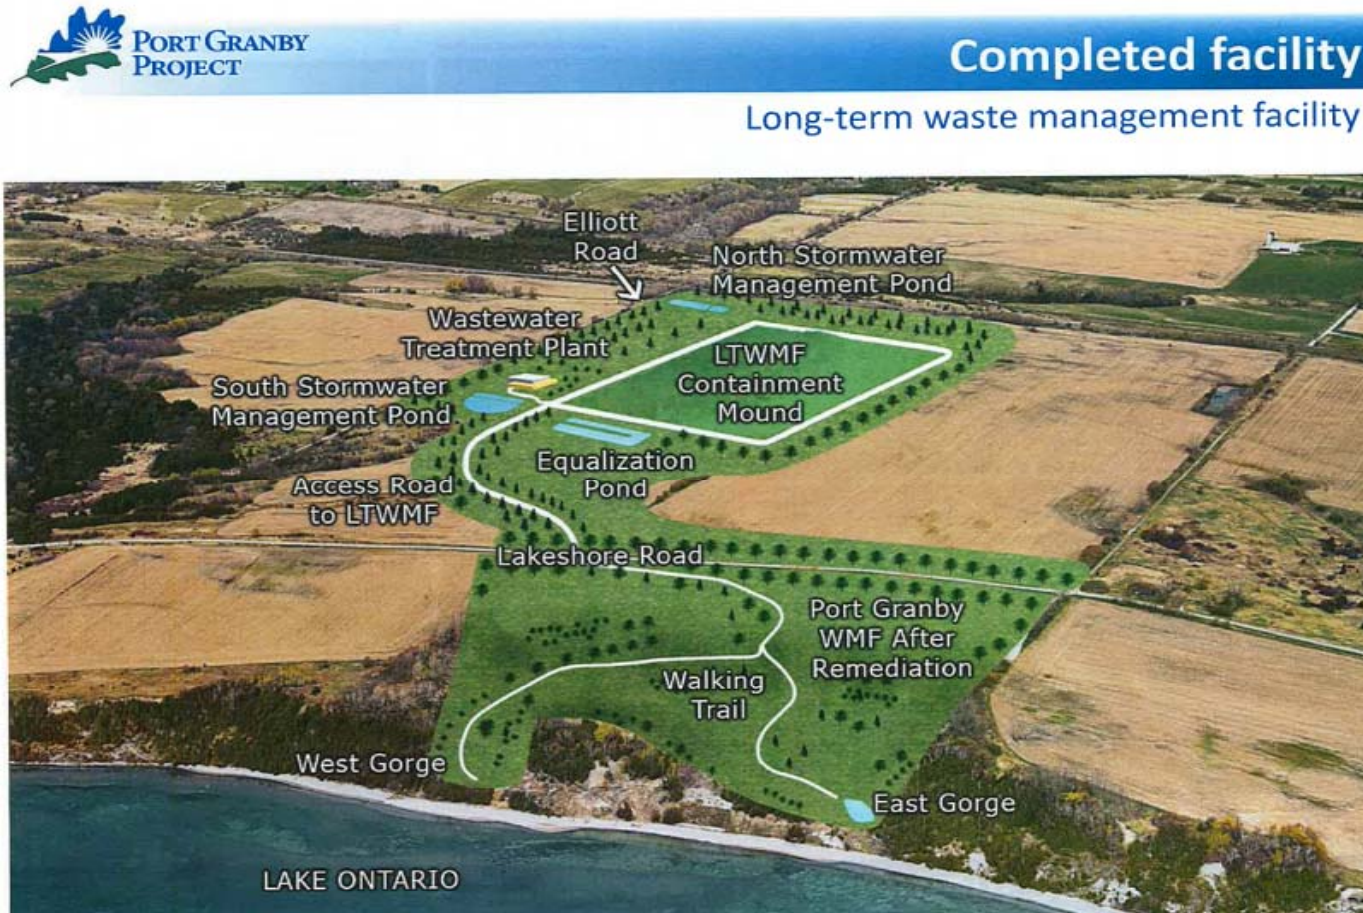 PORT GRANBY
PROJECT
Completed facility
Long-term waste management facility
Elliott
Road
North Stormwater
Management Pond
Wastewater
Treatment Plant
LTWMF
Containment
Mound
South Stormwater
Management Pond
Equalization
Pond
Access Road
to LTWMF
Lakeshore Road
Port Granby
WMF After
Remediation
Walking
Trail
West Gorge
East Gorge
LAKE ONTARIO